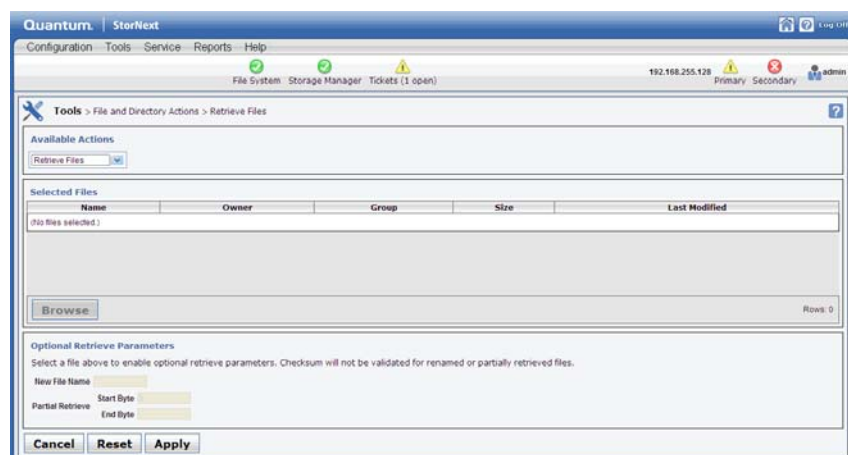 Quantum. StorNext
Log Off
Configuration Tools Service Reports Help
File System Storage Manager Tickets (1 open)
192.168.255.128 Primary Secondary admin
Tools > File and Directory Actions > Retrieve Files
Available Actions
Retrieve Files
Selected Files
Name Owner Group Size Last Modified
(No files selected.)
Browse Rows: 0
Optional Retrieve Parameters
Select a file above to enable optional retrieve parameters. Checksum will not be validated for renamed or partially retrieved files.
New File Name
Partial Retrieve Start Byte
End Byte
Cancel Reset Apply